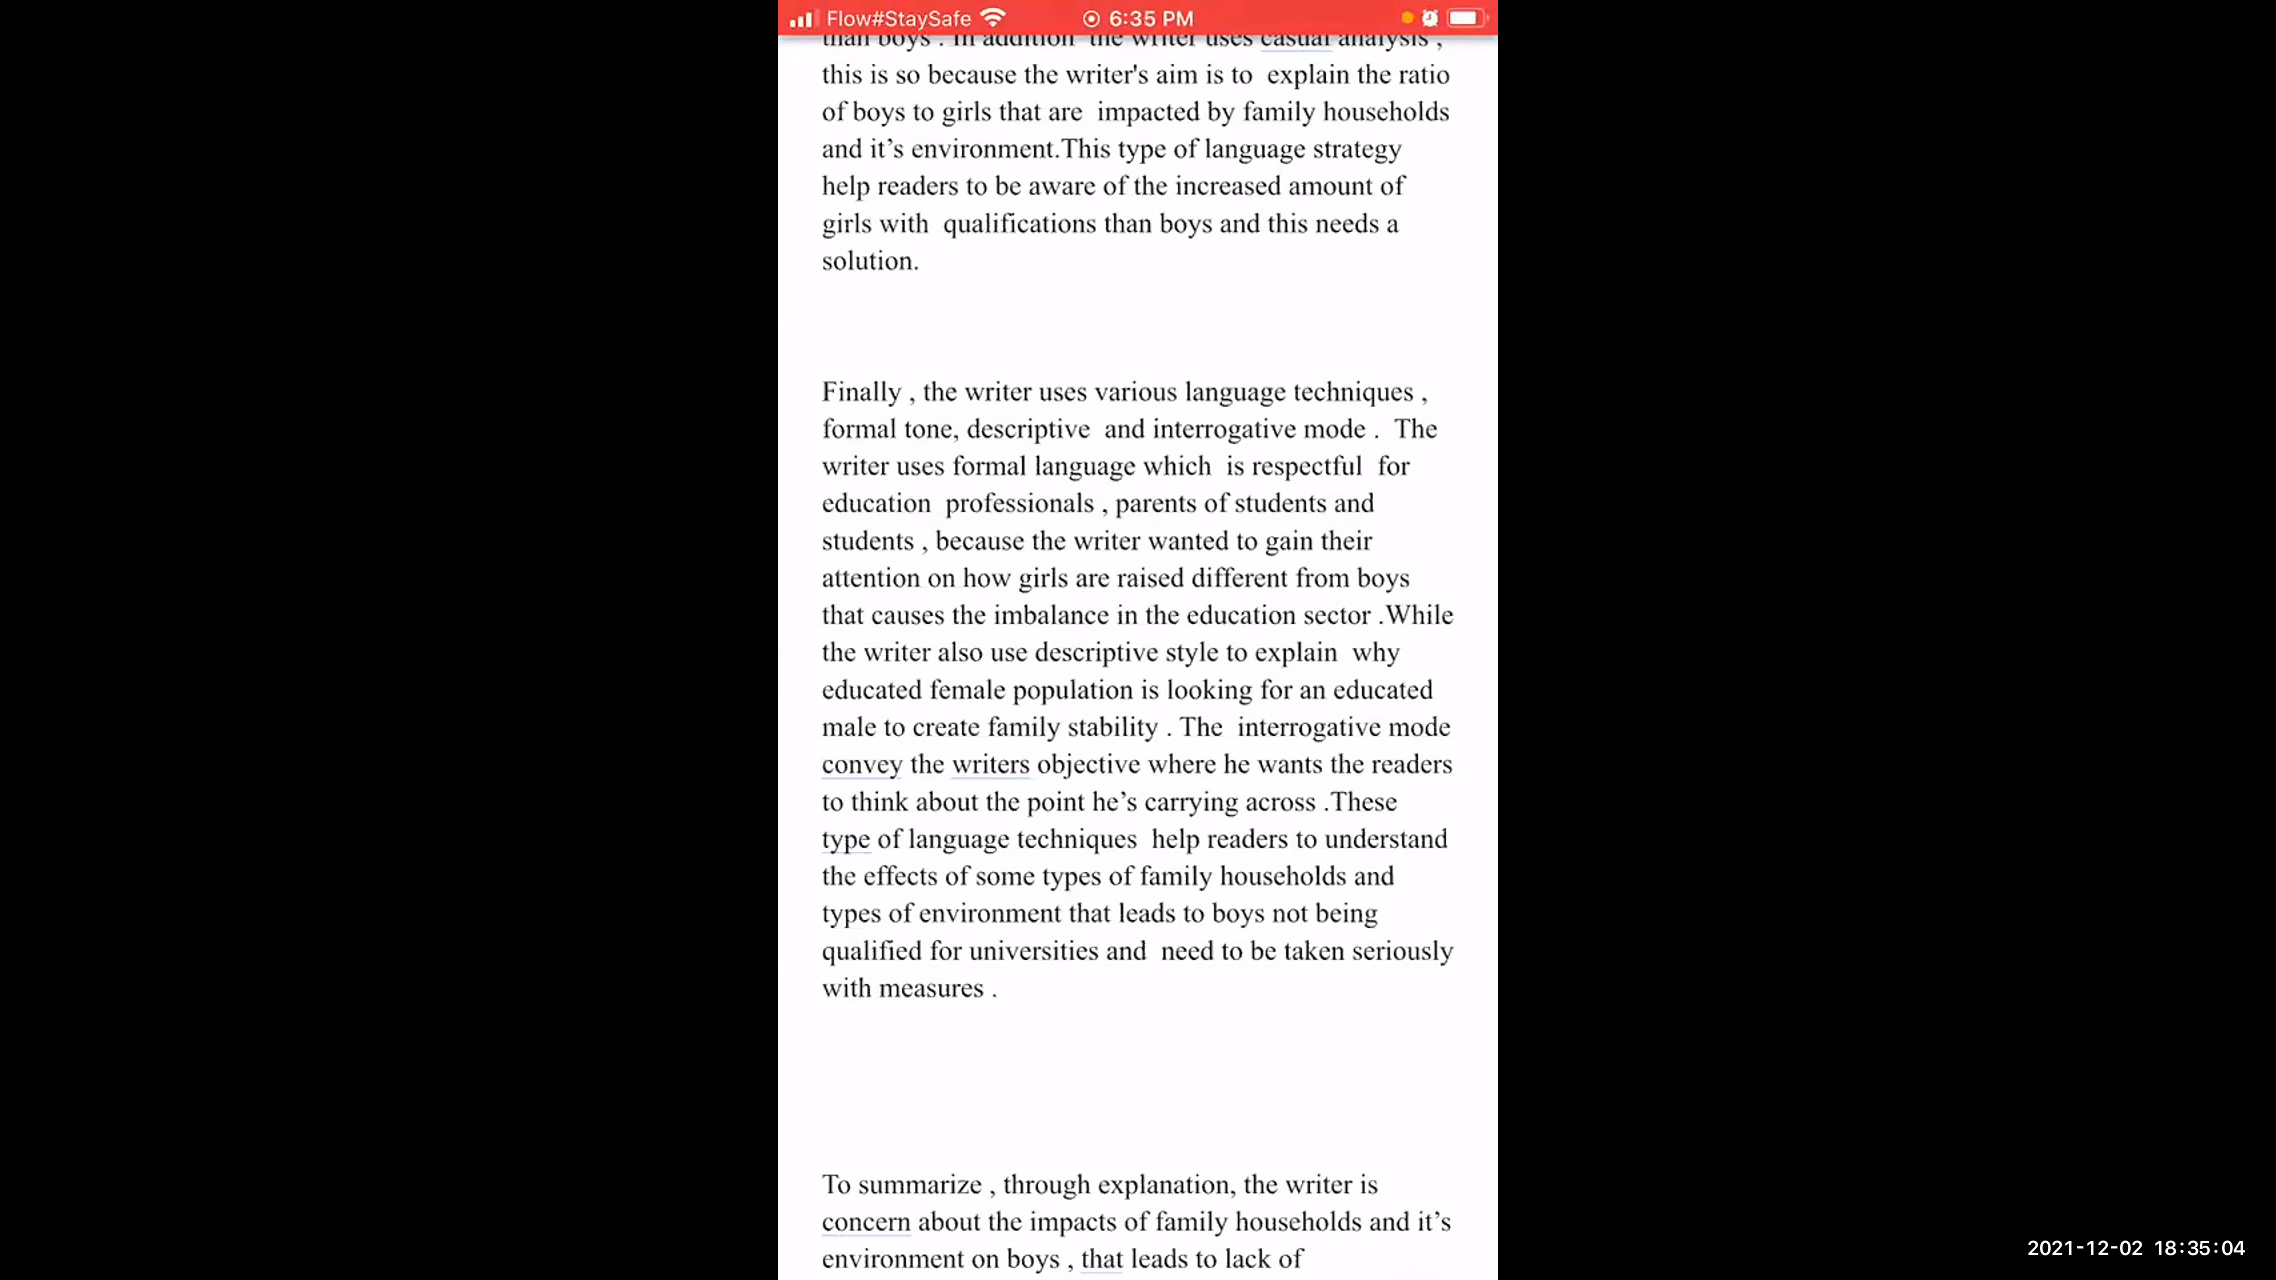 Flow#StaySafe 6:35 PM
than boys . In addition the writer uses casual analysis ,
this is so because the writer's aim is to explain the ratio
of boys to girls that are impacted by family households
and it’s environment.This type of language strategy
help readers to be aware of the increased amount of
girls with qualifications than boys and this needs a
solution.
Finally , the writer uses various language techniques ,
formal tone, descriptive and interrogative mode . The
writer uses formal language which is respectful for
education professionals , parents of students and
students , because the writer wanted to gain their
attention on how girls are raised different from boys
that causes the imbalance in the education sector .While
the writer also use descriptive style to explain why
educated female population is looking for an educated
male to create family stability . The interrogative mode
convey the writers objective where he wants the readers
to think about the point he’s carrying across .These
type of language techniques help readers to understand
the effects of some types of family households and
types of environment that leads to boys not being
qualified for universities and need to be taken seriously
with measures .
To summarize , through explanation, the writer is
concern about the impacts of family households and it’s
environment on boys , that leads to lack of
2021-12-02 18:35:04